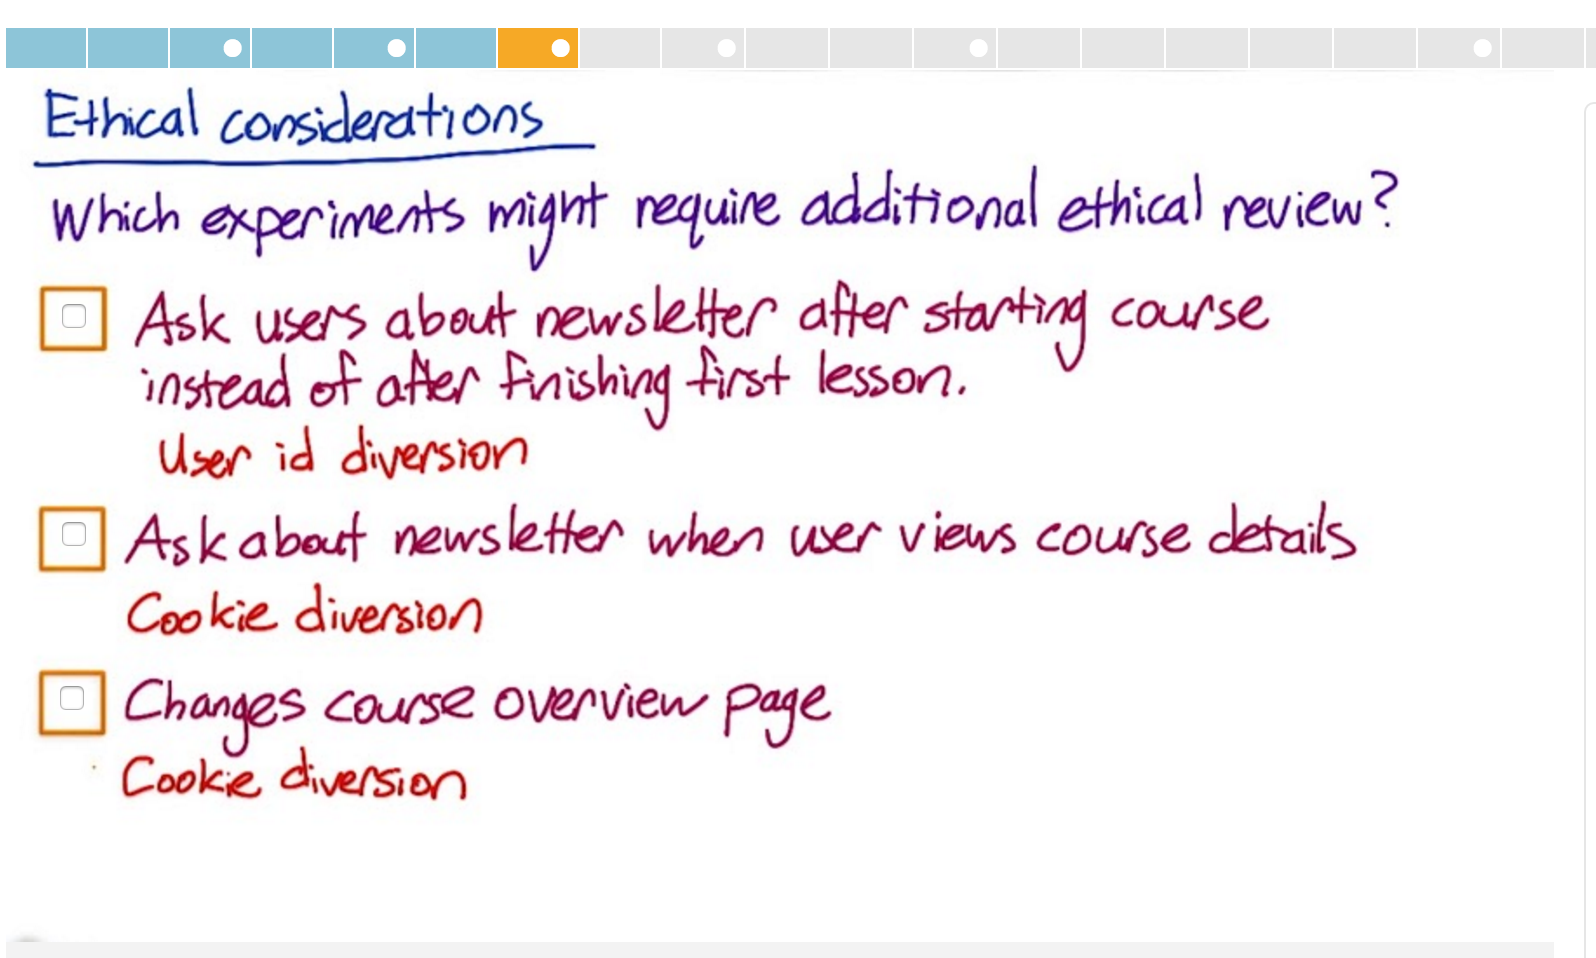 Ethical considerations
Which experiments might require additional ethical review?
Ask users about newsletter after starting course
instead of after finishing first lesson.
User id diversion
Ask about newsletter when user views course details
Cookie diversion
Changes course overview page
Cookie diversion